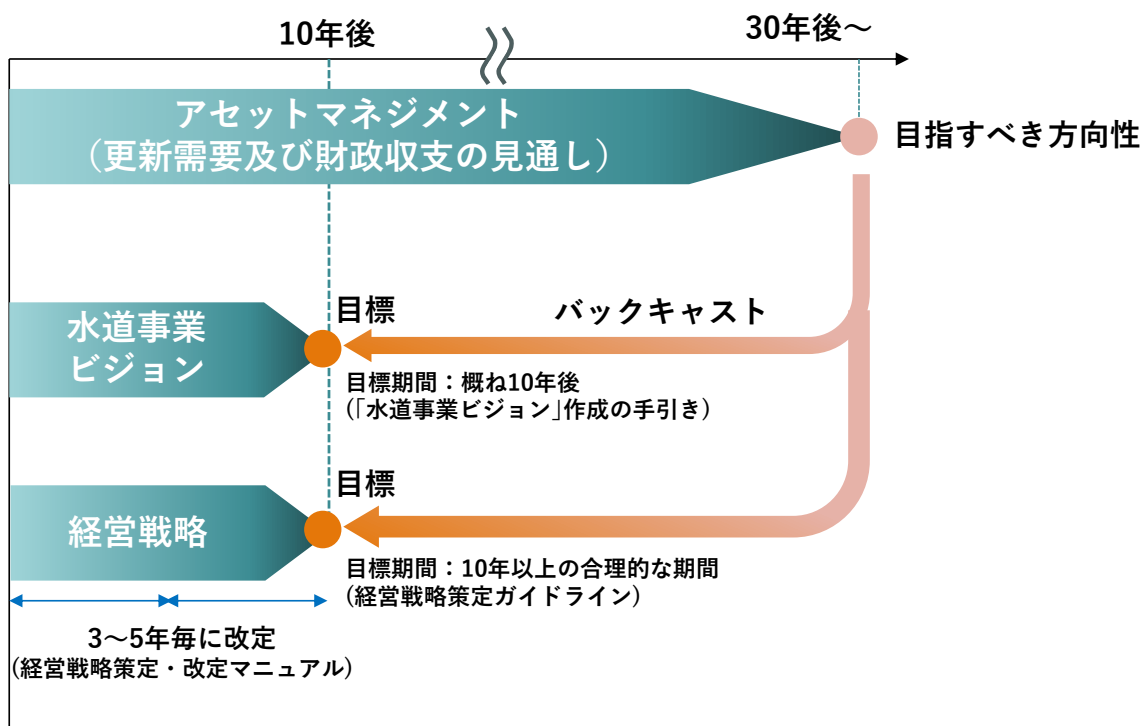 10年後
30年後～
アセットマネジメント
（更新需要及び財政収支の見通し）
目指すべき方向性
水道事業
ビジョン
目標
バックキャスト
目標期間：概ね10年後
(「水道事業ビジョン」作成の手引き)
経営戦略
目標
目標期間：10年以上の合理的な期間
(経営戦略策定ガイドライン)
3～5年毎に改定
(経営戦略策定・改定マニュアル)